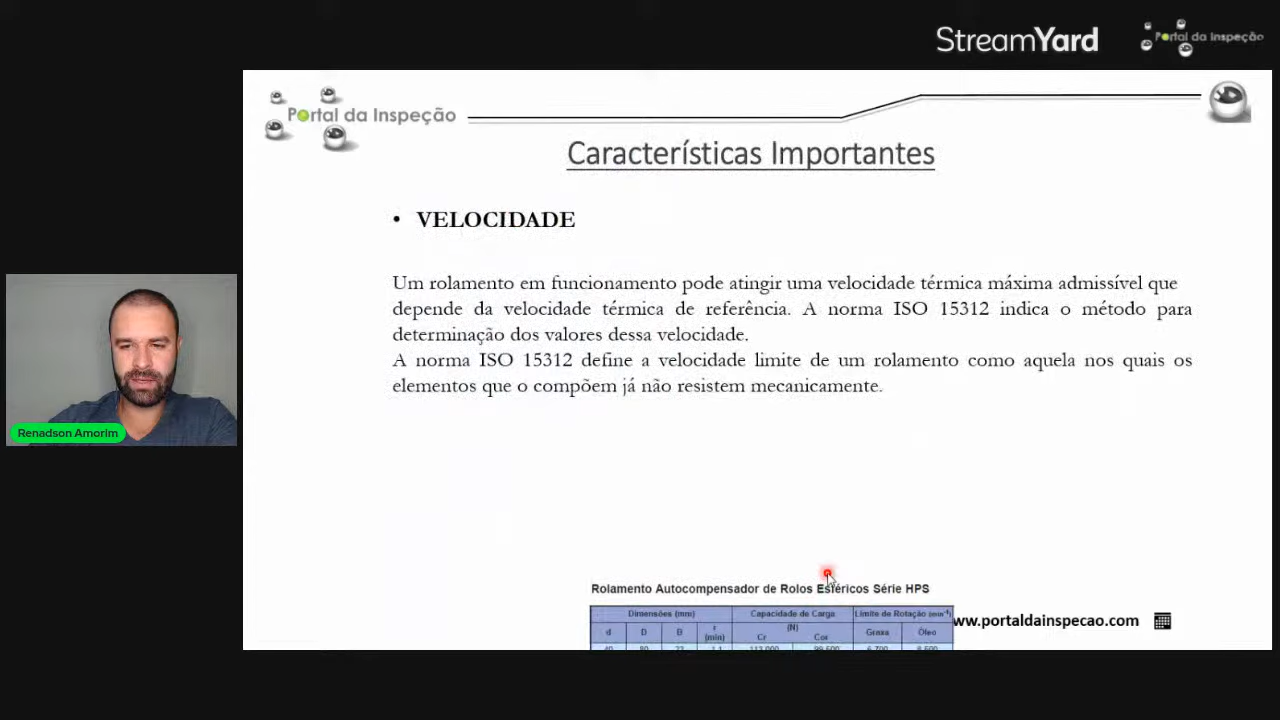 StreamYard
Portal da Inspeção
Portal da Inspeção
Características Importantes
• VELOCIDADE
Um rolamento em funcionamento pode atingir uma velocidade térmica máxima admissível que
depende da velocidade térmica de referência. A norma ISO 15312 indica o método para
determinação dos valores dessa velocidade.
A norma ISO 15312 define a velocidade limite de um rolamento como aquela nos quais os
elementos que o compõem já não resistem mecanicamente.
Renadson Amorim
Rolamento Autocompensador de Rolos Esféricos Série HPS
Dimensões (mm) Capacidade de Carga (N) Limite de Rotação
d D B r (min) Cr Cor Graxa Óleo
ww.portaldainspecao.com